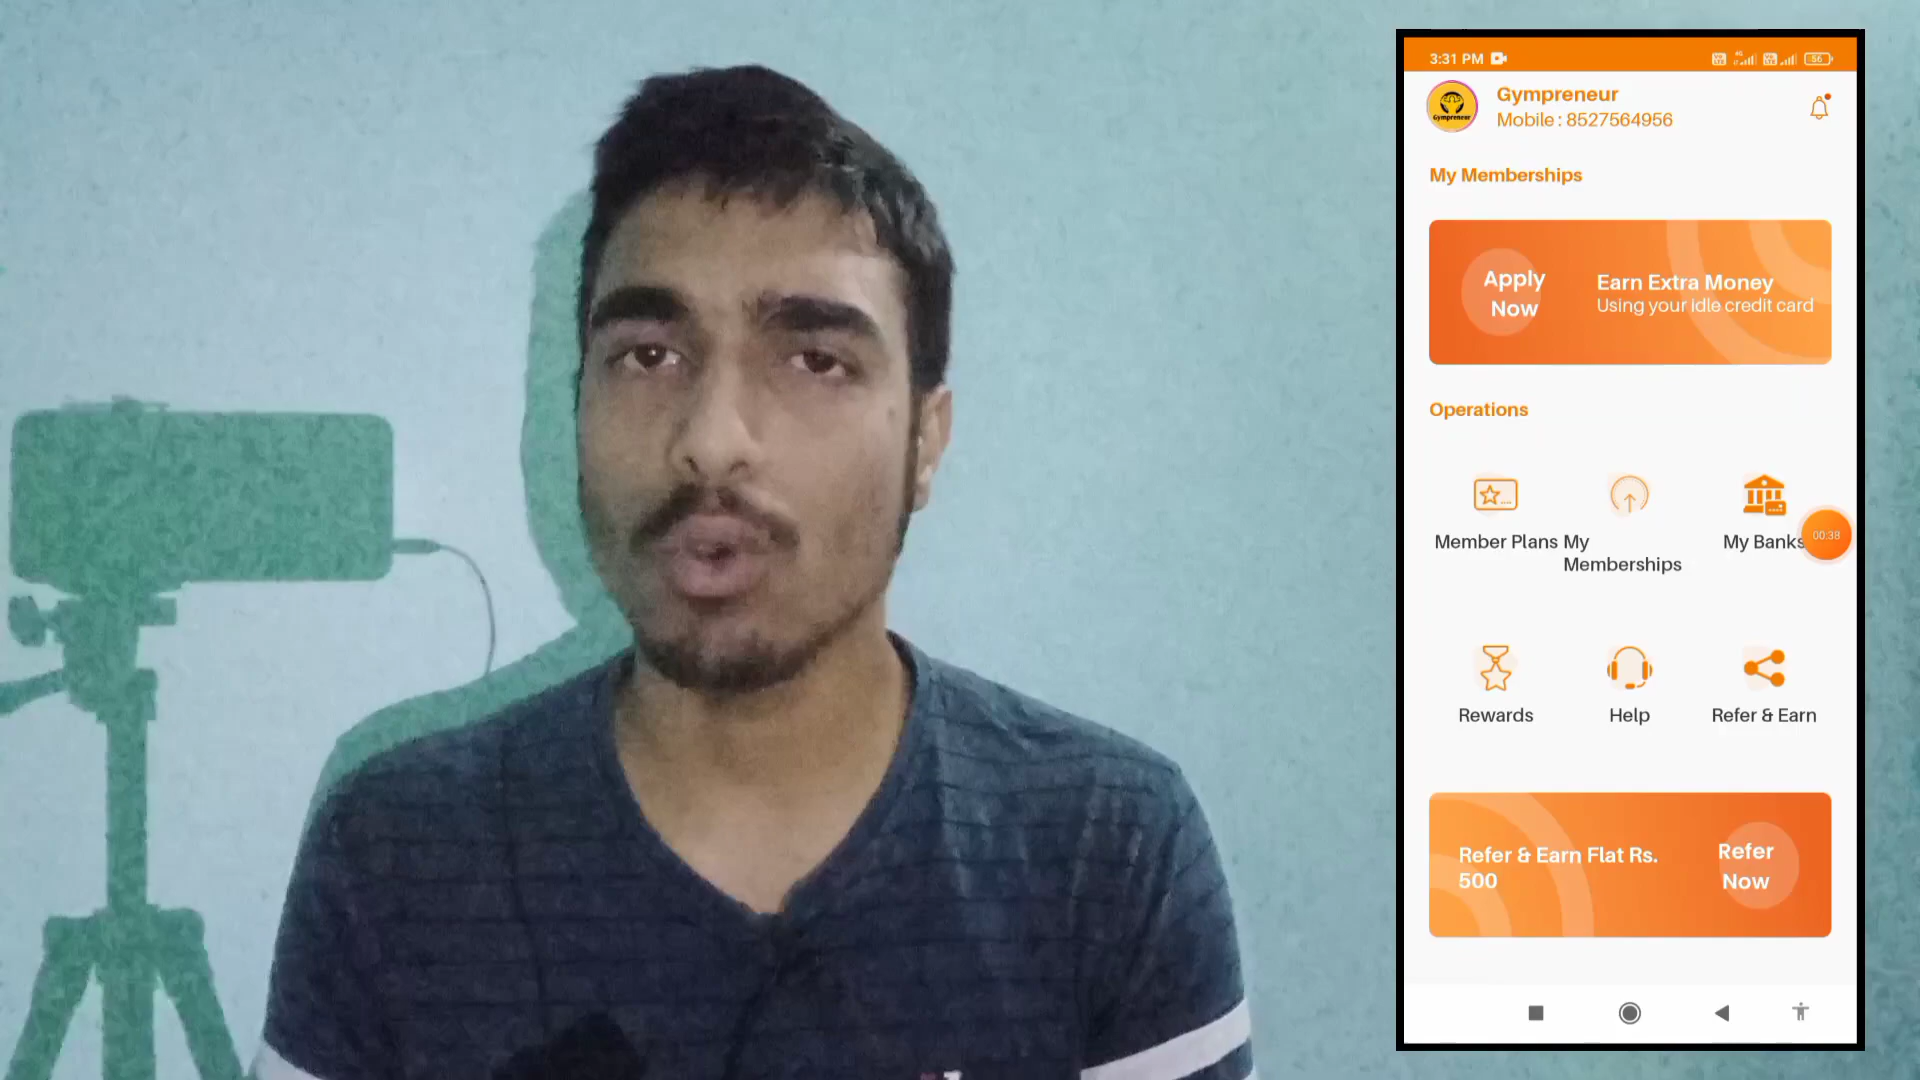 3:31 PM
56
Gympreneur
Gympreneur
Mobile : 8527564956
My Memberships
Apply
Now
Earn Extra Money
Using your idle credit card
Operations
Member Plans
My
Memberships
My Banks
00:38
Rewards
Help
Refer & Earn
Refer & Earn Flat Rs.
500
Refer
Now